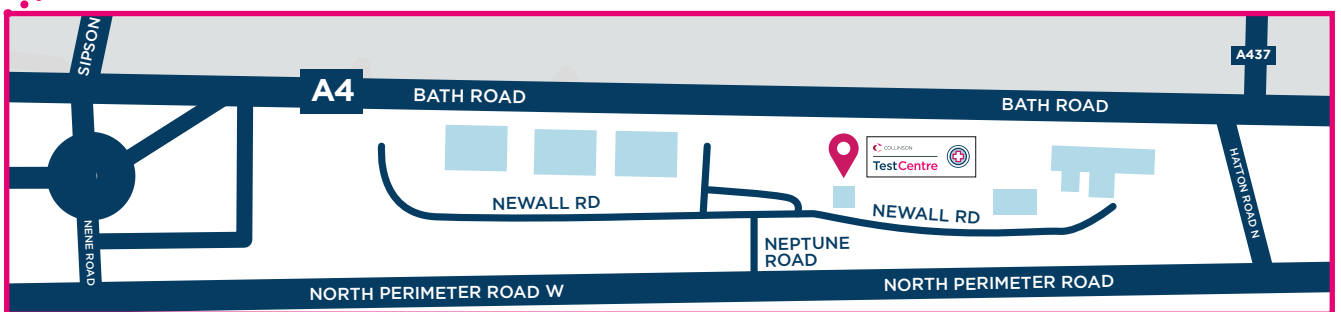 SIPSON
A437
A4
BATH ROAD
BATH ROAD
COLLINSON
TestCentre
NEWALL RD
NEWALL RD
HATTON ROAD N
NENE ROAD
NEPTUNE
ROAD
NORTH PERIMETER ROAD W
NORTH PERIMETER ROAD